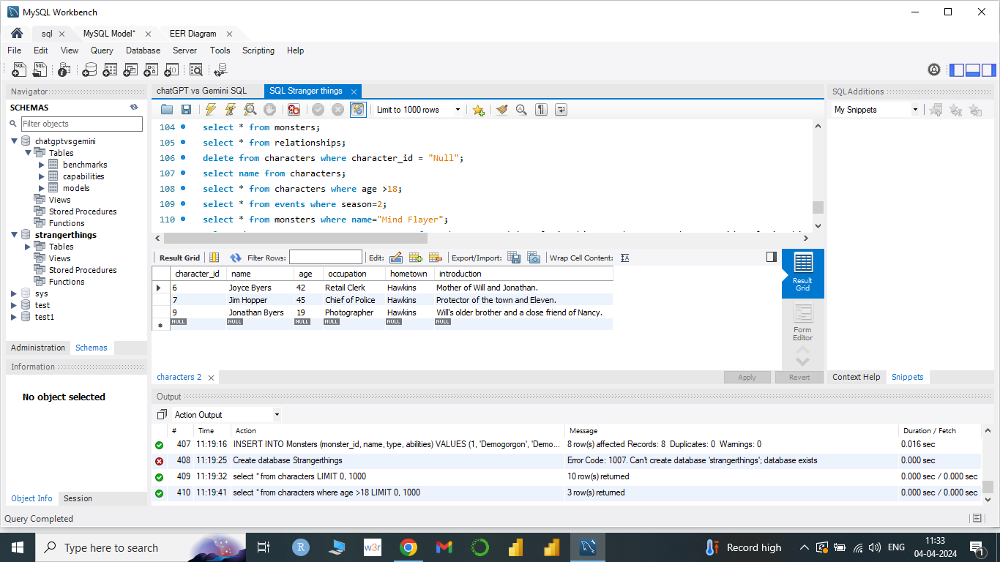 MySQL Workbench
sql MySQL Model* EER Diagram
File Edit View Query Database Server Tools Scripting Help
Navigator
SCHEMAS
Filter objects
chatgptvsgemini
Tables
benchmarks
capabilities
models
Views
Stored Procedures
Functions
strangerthings
Tables
Views
Stored Procedures
Functions
sys
test
test1
Administration Schemas
Information
No object selected
Object Info Session
chatGPT vs Gemini SQL SQL Stranger things
Limit to 1000 rows
104 select * from monsters;
105 select * from relationships;
106 delete from characters where character_id = "Null";
107 select name from characters;
108 select * from characters where age >18;
109 select * from events where season=2;
110 select * from monsters where name="Mind Flayer";
Result Grid Filter Rows: Edit: Export/Import: Wrap Cell Content:
character_id name age occupation hometown introduction
6 Joyce Byers 42 Retail Clerk Hawkins Mother of Will and Jonathan.
7 Jim Hopper 45 Chief of Police Hawkins Protector of the town and Eleven.
9 Jonathan Byers 19 Photographer Hawkins Will's older brother and a close friend of Nancy.
NULL NULL NULL NULL NULL NULL
Result
Grid
Form
Editor
characters 2 Apply Revert
SQLAdditions
My Snippets
Context Help Snippets
Output
Action Output
# Time Action Message Duration / Fetch
407 11:19:16 INSERT INTO Monsters (monster_id, name, type, abilities) VALUES (1, 'Demogorgon', 'Demo... 8 row(s) affected Records: 8 Duplicates: 0 Warnings: 0 0.016 sec
408 11:19:25 Create database Strangerthings Error Code: 1007. Can't create database 'strangerthings'; database exists 0.000 sec
409 11:19:32 select * from characters LIMIT 0, 1000 10 row(s) returned 0.000 sec / 0.000 sec
410 11:19:41 select * from characters where age >18 LIMIT 0, 1000 3 row(s) returned 0.000 sec / 0.000 sec
Query Completed
Type here to search
R
w3r
Record high
ENG
11:33
04-04-2024
1